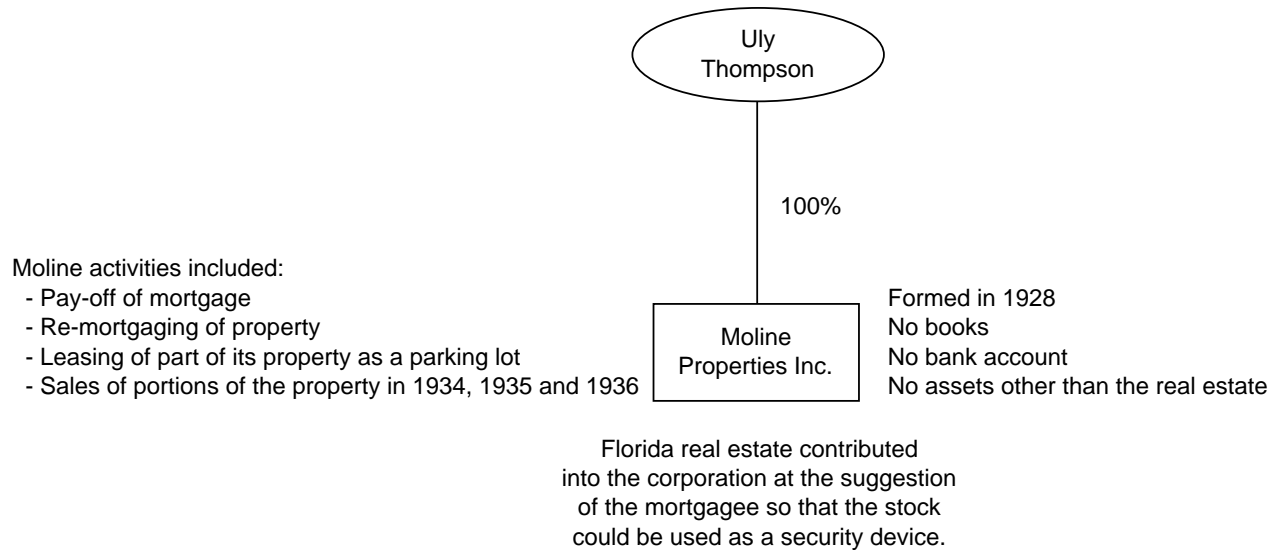 Uly
Thompson
100%
Moline activities included:
- Pay-off of mortgage
- Re-mortgaging of property
- Leasing of part of its property as a parking lot
- Sales of portions of the property in 1934, 1935 and 1936
Moline
Properties Inc.
Formed in 1928
No books
No bank account
No assets other than the real estate
Florida real estate contributed
into the corporation at the suggestion
of the mortgagee so that the stock
could be used as a security device.